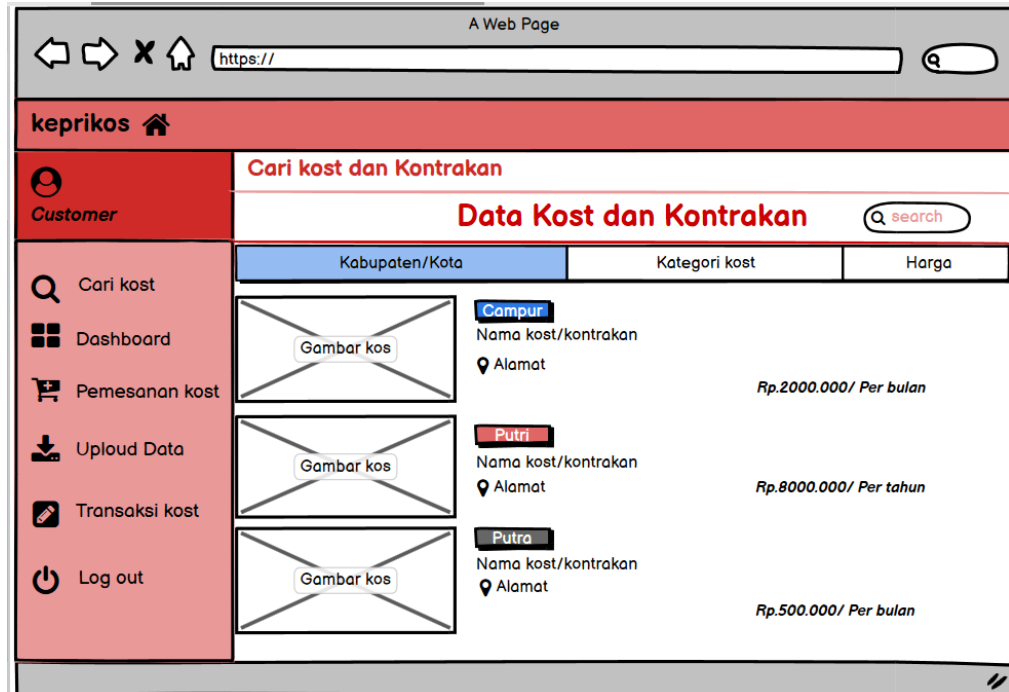 A Web Page
https://
keprikos
Customer
Cari kost dan Kontrakan
Data Kost dan Kontrakan
search
Kabupaten/Kota Kategori kost Harga
Cari kost
Dashboard
Pemesanan kost
Uploud Data
Transaksi kost
Log out
Gambar kos
Campur
Nama kost/kontrakan
Alamat
Rp.2000.000/ Per bulan
Gambar kos
Putri
Nama kost/kontrakan
Alamat
Rp.8000.000/ Per tahun
Gambar kos
Putra
Nama kost/kontrakan
Alamat
Rp.500.000/ Per bulan